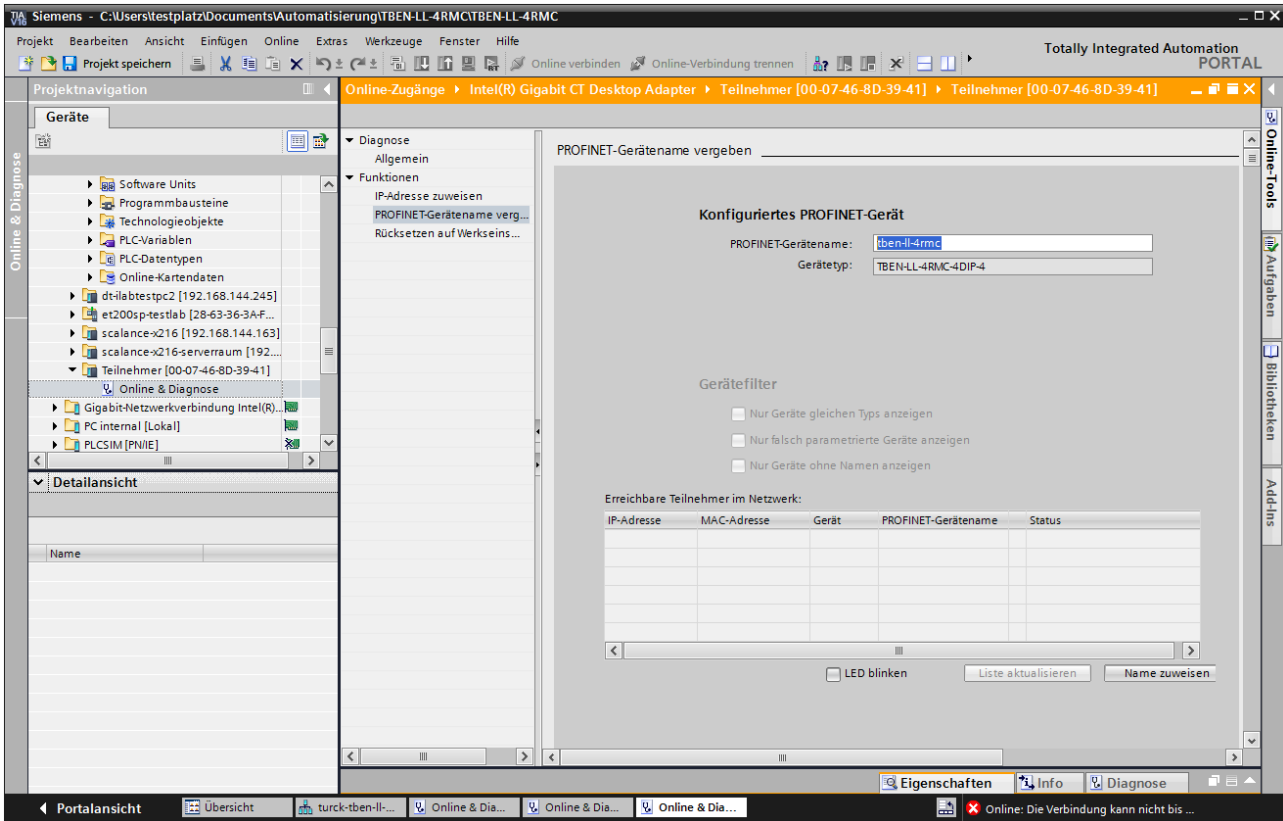 Siemens - C:\Users\testplatz\Documents\Automatisierung\TBEN-LL-4RMC\TBEN-LL-4RMC
Projekt Bearbeiten Ansicht Einfügen Online Extras Werkzeuge Fenster Hilfe
Totally Integrated Automation
PORTAL
Projekt speichern
Online verbinden
Online-Verbindung trennen
Projektnavigation
Online-Zugänge
Intel(R) Gigabit CT Desktop Adapter
Teilnehmer [00-07-46-8D-39-41]
Teilnehmer [00-07-46-8D-39-41]
Geräte
Online & Diagnose
Software Units
Programmbausteine
Technologieobjekte
PLC-Variablen
PLC-Datentypen
Online-Kartendaten
dt-ilabtestpc2 [192.168.144.245]
et200sp-testlab [28-63-36-3A-F...
scalance-x216 [192.168.144.163]
scalance-x216-serverraum [192....
Teilnehmer [00-07-46-8D-39-41]
Online & Diagnose
Gigabit-Netzwerkverbindung Intel(R)...
PC internal [Lokal]
PLCSIM [PN/IE]
Detailansicht
Name
Diagnose
Allgemein
Funktionen
IP-Adresse zuweisen
PROFINET-Gerätename verg...
Rücksetzen auf Werkseins...
PROFINET-Gerätename vergeben
Konfiguriertes PROFINET-Gerät
PROFINET-Gerätename: tben-ll-4rmc
Gerätetyp: TBEN-LL-4RMC-4DIP-4
Gerätefilter
Nur Geräte gleichen Typs anzeigen
Nur falsch parametrierte Geräte anzeigen
Nur Geräte ohne Namen anzeigen
Erreichbare Teilnehmer im Netzwerk:
IP-Adresse MAC-Adresse Gerät PROFINET-Gerätename Status
LED blinken
Liste aktualisieren
Name zuweisen
Online-Tools
Aufgaben
Bibliotheken
Add-Ins
Eigenschaften
Info
Diagnose
Portalansicht
Übersicht
turck-tben-ll-...
Online & Dia...
Online & Dia...
Online & Dia...
Online: Die Verbindung kann nicht bis ...